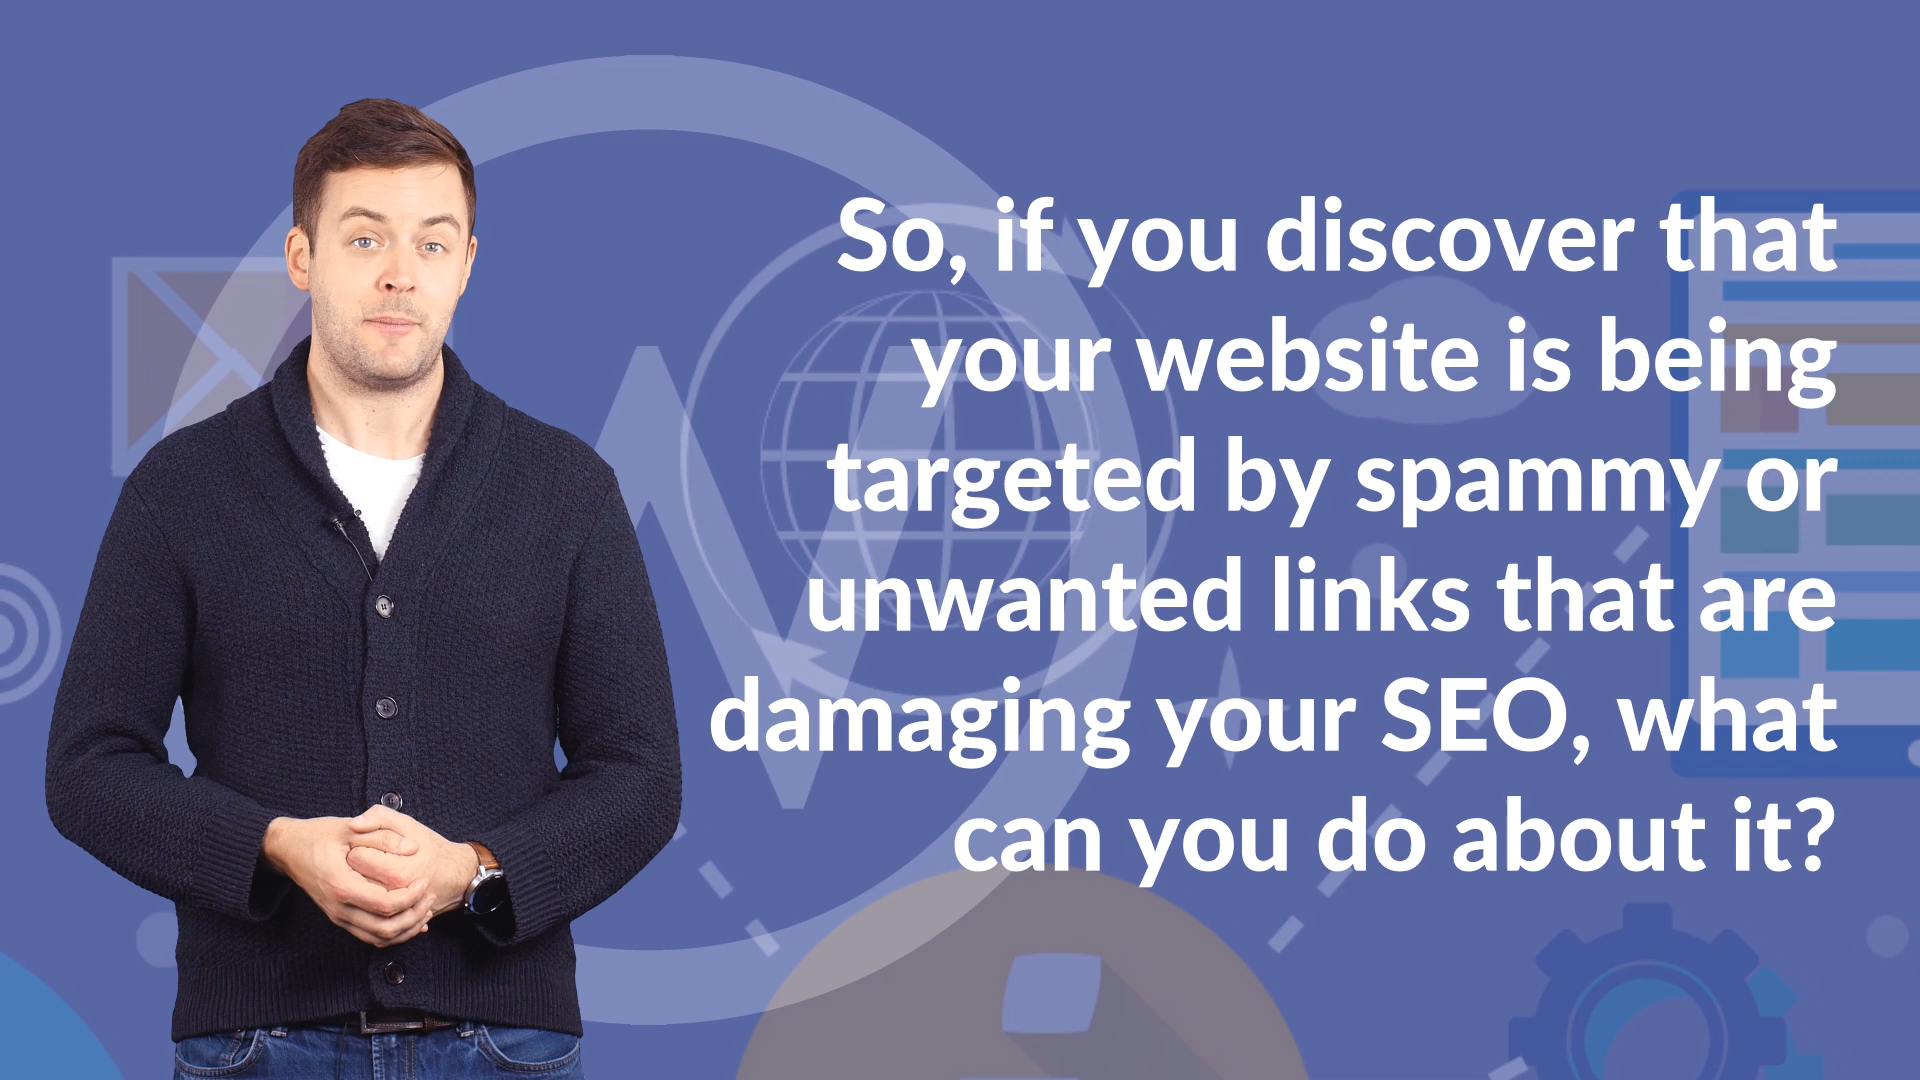 So, if you discover that
your website is being
targeted by spammy or
unwanted links that are
damaging your SEO, what
can you do about it?